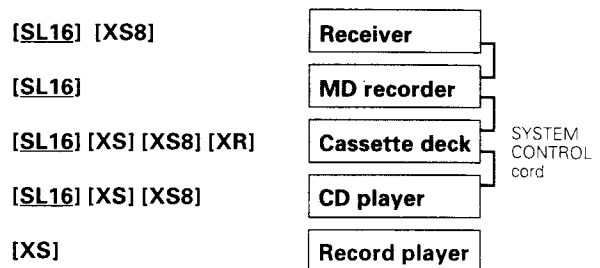 [SL16] [XS8] Receiver
[SL16] MD recorder
[SL16] [XS] [XS8] [XR] Cassette deck
SYSTEM
CONTROL
cord
[SL16] [XS] [XS8] CD player
[XS] Record player